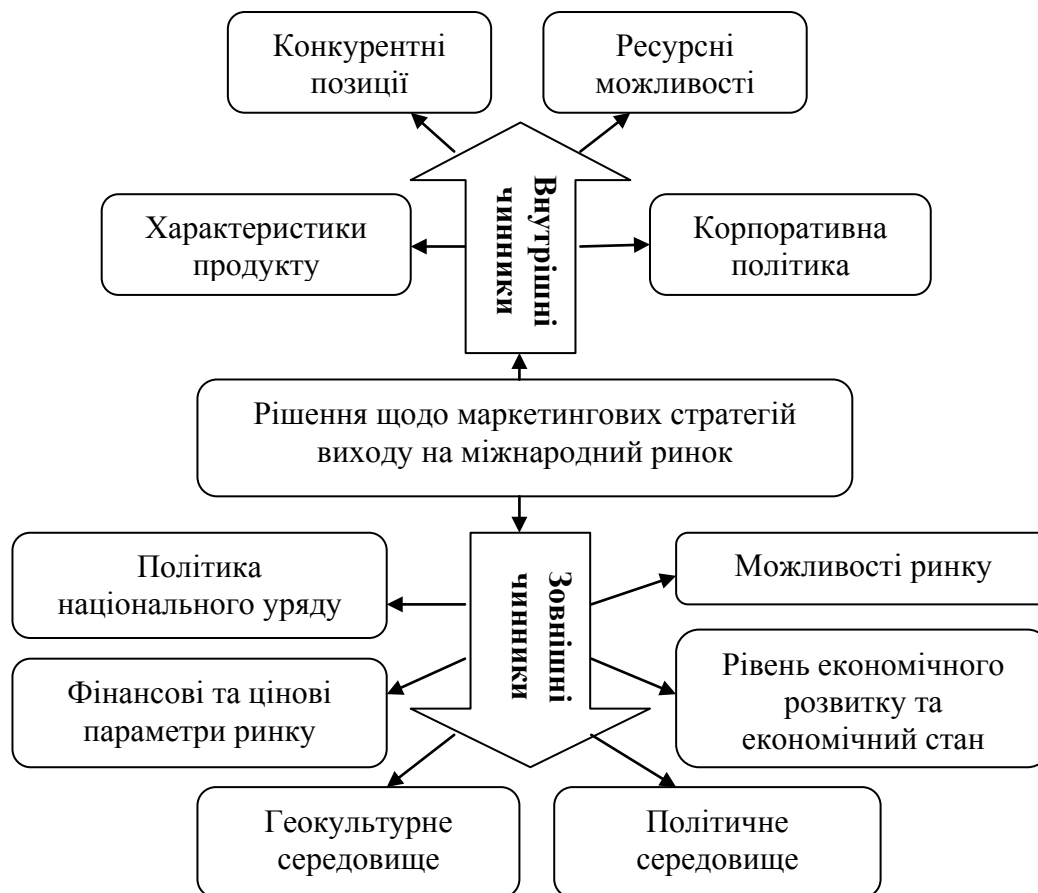 Конкурентні
позиції
Ресурсні
можливості
Внутрішні
чинники
Характеристики
продукту
Корпоративна
політика
Рішення щодо маркетингових стратегій
виходу на міжнародний ринок
Зовнішні
чинники
Політика
національного уряду
Можливості ринку
Фінансові та цінові
параметри ринку
Рівень економічного
розвитку та
економічний стан
Геокультурне
середовище
Політичне
середовище